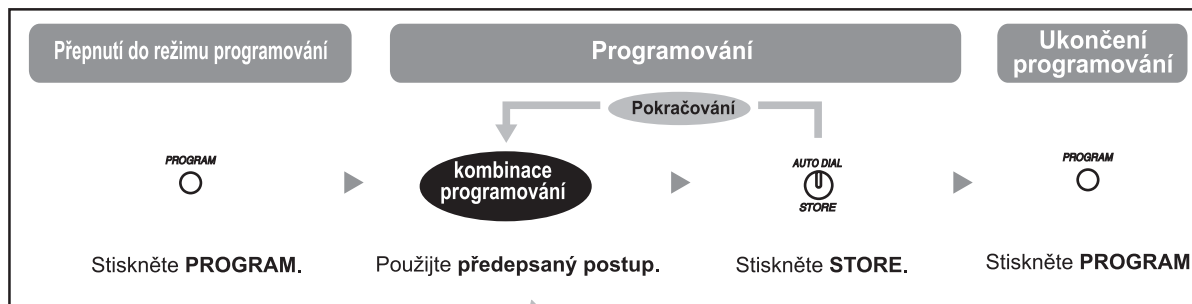 Přepnutí do režimu programování
Programování
Ukončení
programování
Pokračování
PROGRAM
kombinace
programování
AUTO DIAL
STORE
PROGRAM
Stiskněte PROGRAM.
Použijte předepsaný postup.
Stiskněte STORE.
Stiskněte PROGRAM